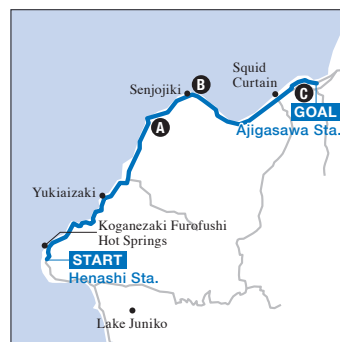 Squid
Curtain
Senjojiki
B
C
GOAL
Ajigasawa Sta.
A
Yukiaizaki
Koganezaki Furofushi
Hot Springs
START
Henashi Sta.
Lake Juniko